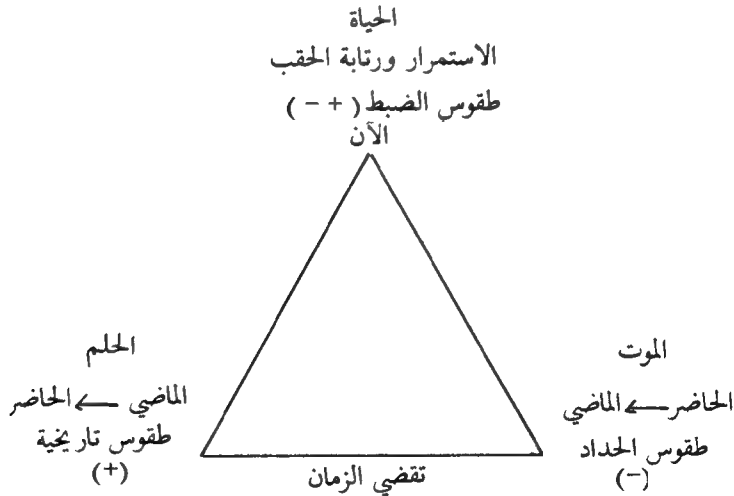 الحياة
الاستمرار ورتابة الحقب
طقوس الضبط ( + − )
الآن
الموت
الحاضر ← الماضي
طقوس الحداد
(−)
الحلم
الماضي ← الحاضر
طقوس تاريخية
(+)
تقضي الزمان